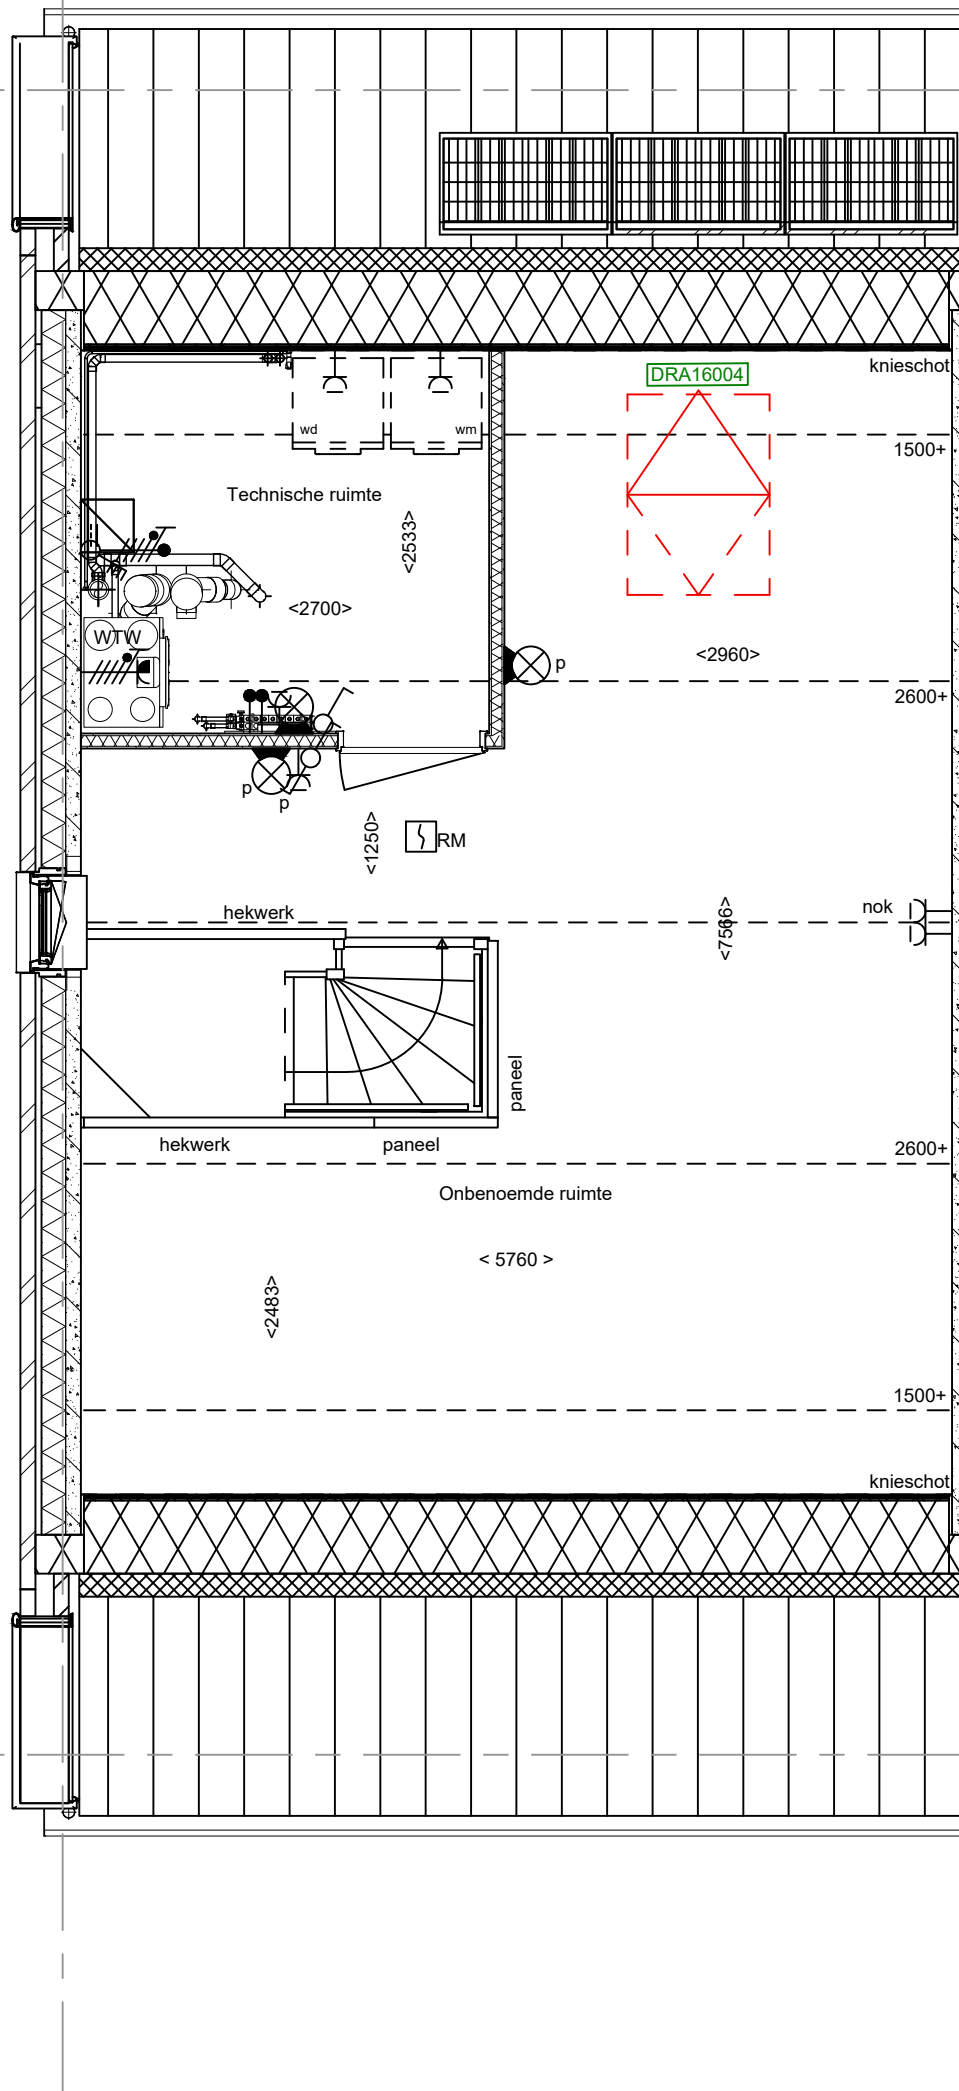 knieschot
DRA16004
wd
wm
1500+
Technische ruimte
<2533>
<2700>
WTW
<2960>
p
2600+
p
p
<1250>
RM
hekwerk
nok
<7566>
paneel
hekwerk
paneel
2600+
Onbenoemde ruimte
< 5760 >
<2483>
1500+
knieschot